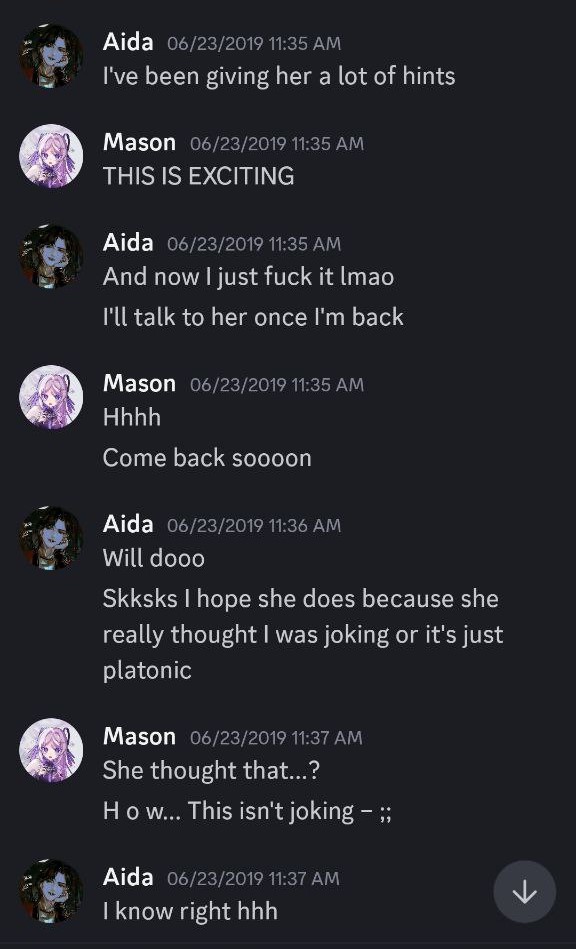 Aida 06/23/2019 11:35 AM
I've been giving her a lot of hints
Mason 06/23/2019 11:35 AM
THIS IS EXCITING
Aida 06/23/2019 11:35 AM
And now I just fuck it lmao
I'll talk to her once I'm back
Mason 06/23/2019 11:35 AM
Hhhh
Come back soooon
Aida 06/23/2019 11:36 AM
Will dooo
Skksks I hope she does because she
really thought I was joking or it's just
platonic
Mason 06/23/2019 11:37 AM
She thought that...?
H o w... This isn't joking – ;;
Aida 06/23/2019 11:37 AM
I know right hhh